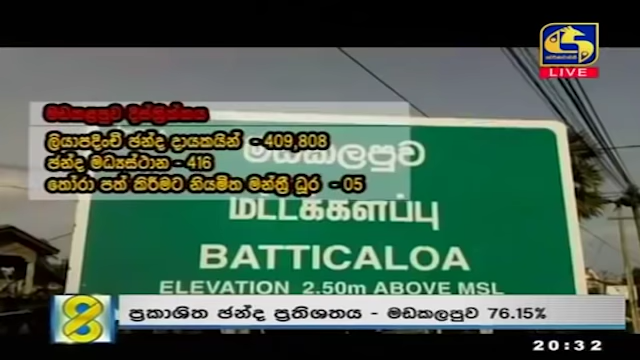 LIVE
මඩකලපුව දිස්ත්‍රික්කය
ලියාපදිංචි ඡන්ද දායකයින් - 409,808
ඡන්ද මධ්‍යස්ථාන - 416
තෝරා පත් කිරීමට නියමිත මන්ත්‍රී ධූර - 05
මඩකලපුව
மட்டக்களப்பு
BATTICALOA
ELEVATION 2.50m ABOVE MSL
8
ප්‍රකාශිත ඡන්ද ප්‍රතිශතය - මඩකලපුව 76.15%
20:32